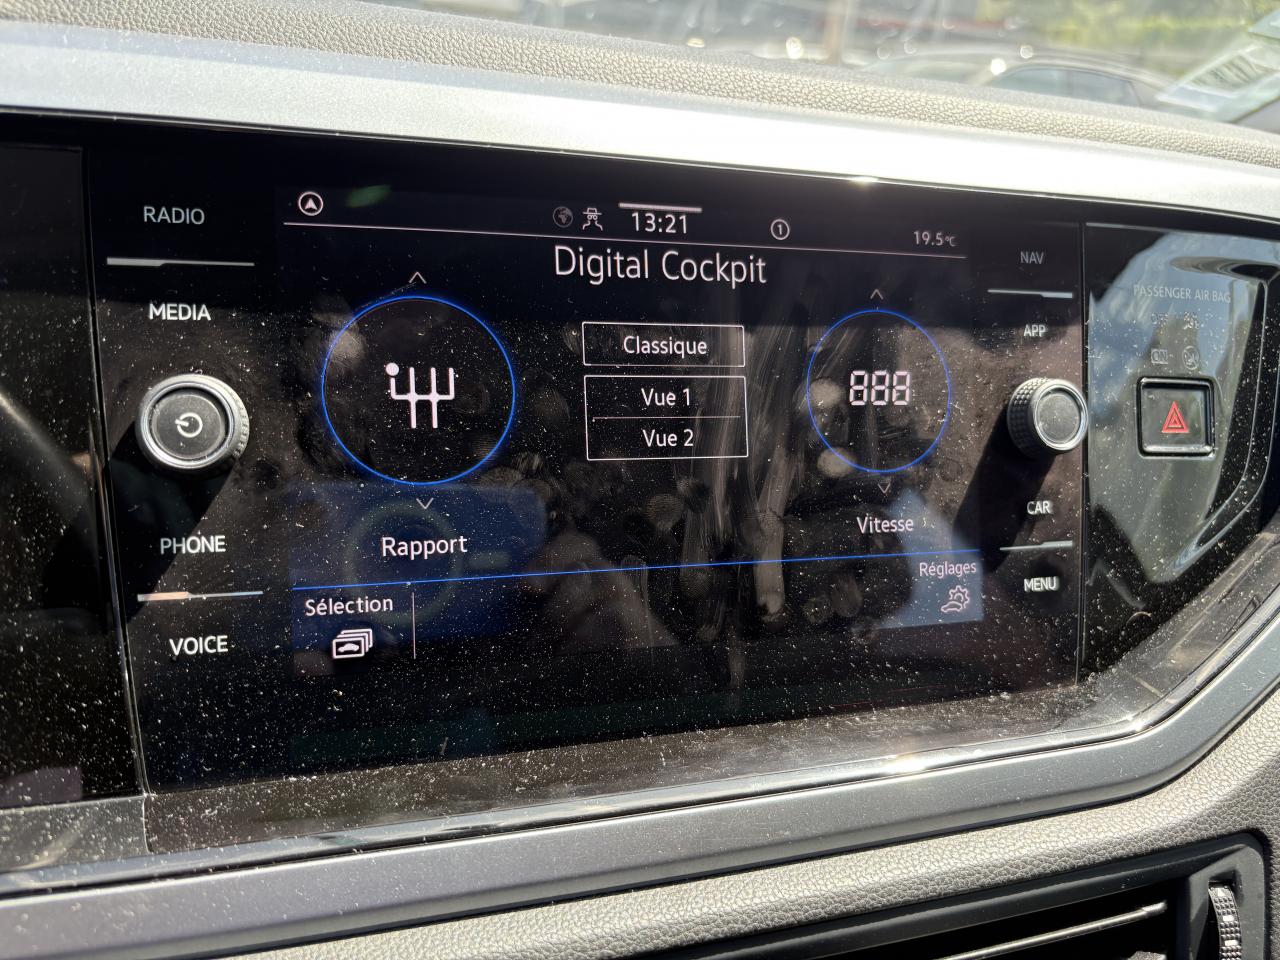 RADIO
MEDIA
PHONE
VOICE
13:21
1
19.5°C
Digital Cockpit
Classique
Vue 1
Vue 2
888
Rapport
Vitesse
Sélection
Réglages
NAV
APP
CAR
MENU
PASSENGER AIR BAG